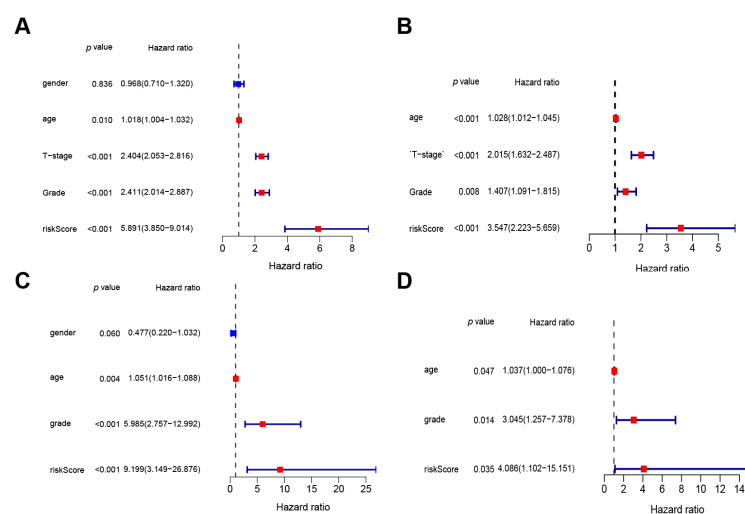 A
p value Hazard ratio
gender 0.836 0.968(0.710−1.320)
age 0.010 1.018(1.004−1.032)
T−stage <0.001 2.404(2.053−2.816)
Grade <0.001 2.411(2.014−2.887)
riskScore <0.001 5.891(3.850−9.014)
0 2 4 6 8
Hazard ratio
B
p value Hazard ratio
age <0.001 1.028(1.012−1.045)
`T−stage` <0.001 2.015(1.632−2.487)
Grade 0.008 1.407(1.091−1.815)
riskScore <0.001 3.547(2.223−5.659)
0 1 2 3 4 5
Hazard ratio
C
p value Hazard ratio
gender 0.060 0.477(0.220−1.032)
age 0.004 1.051(1.016−1.088)
grade <0.001 5.985(2.757−12.992)
riskScore <0.001 9.199(3.149−26.876)
0 5 10 15 20 25
Hazard ratio
D
p value Hazard ratio
age 0.047 1.037(1.000−1.076)
grade 0.014 3.045(1.257−7.378)
riskScore 0.035 4.086(1.102−15.151)
0 2 4 6 8 10 12 14
Hazard ratio